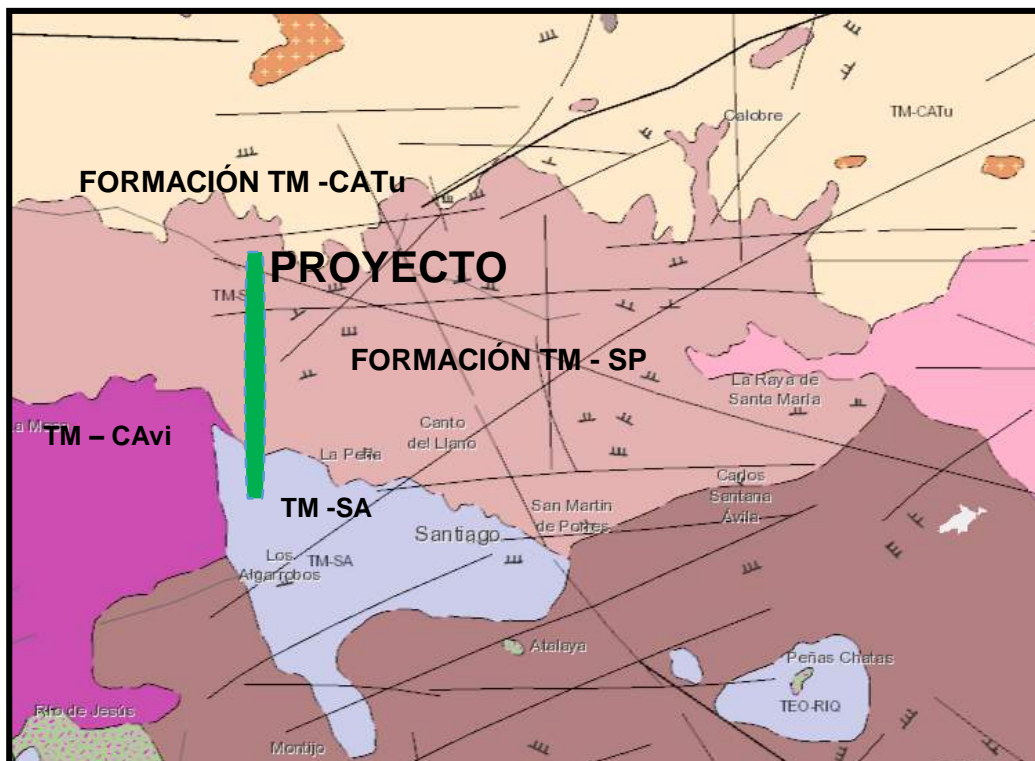 Calobre
TM-CATu
FORMACIÓN TM -CATu
PROYECTO
FORMACIÓN TM - SP
La Raya de
Santa María
TM – CAvi
Canto
del Llano
La Peña
Carlos
Santana
Ávila
TM -SA
San Martín
de Porres
Santiago
Los
Algarrobos
TM-SA
Atalaya
Peñas Chatas
TEO-RIQ
Río de Jesús
Montijo